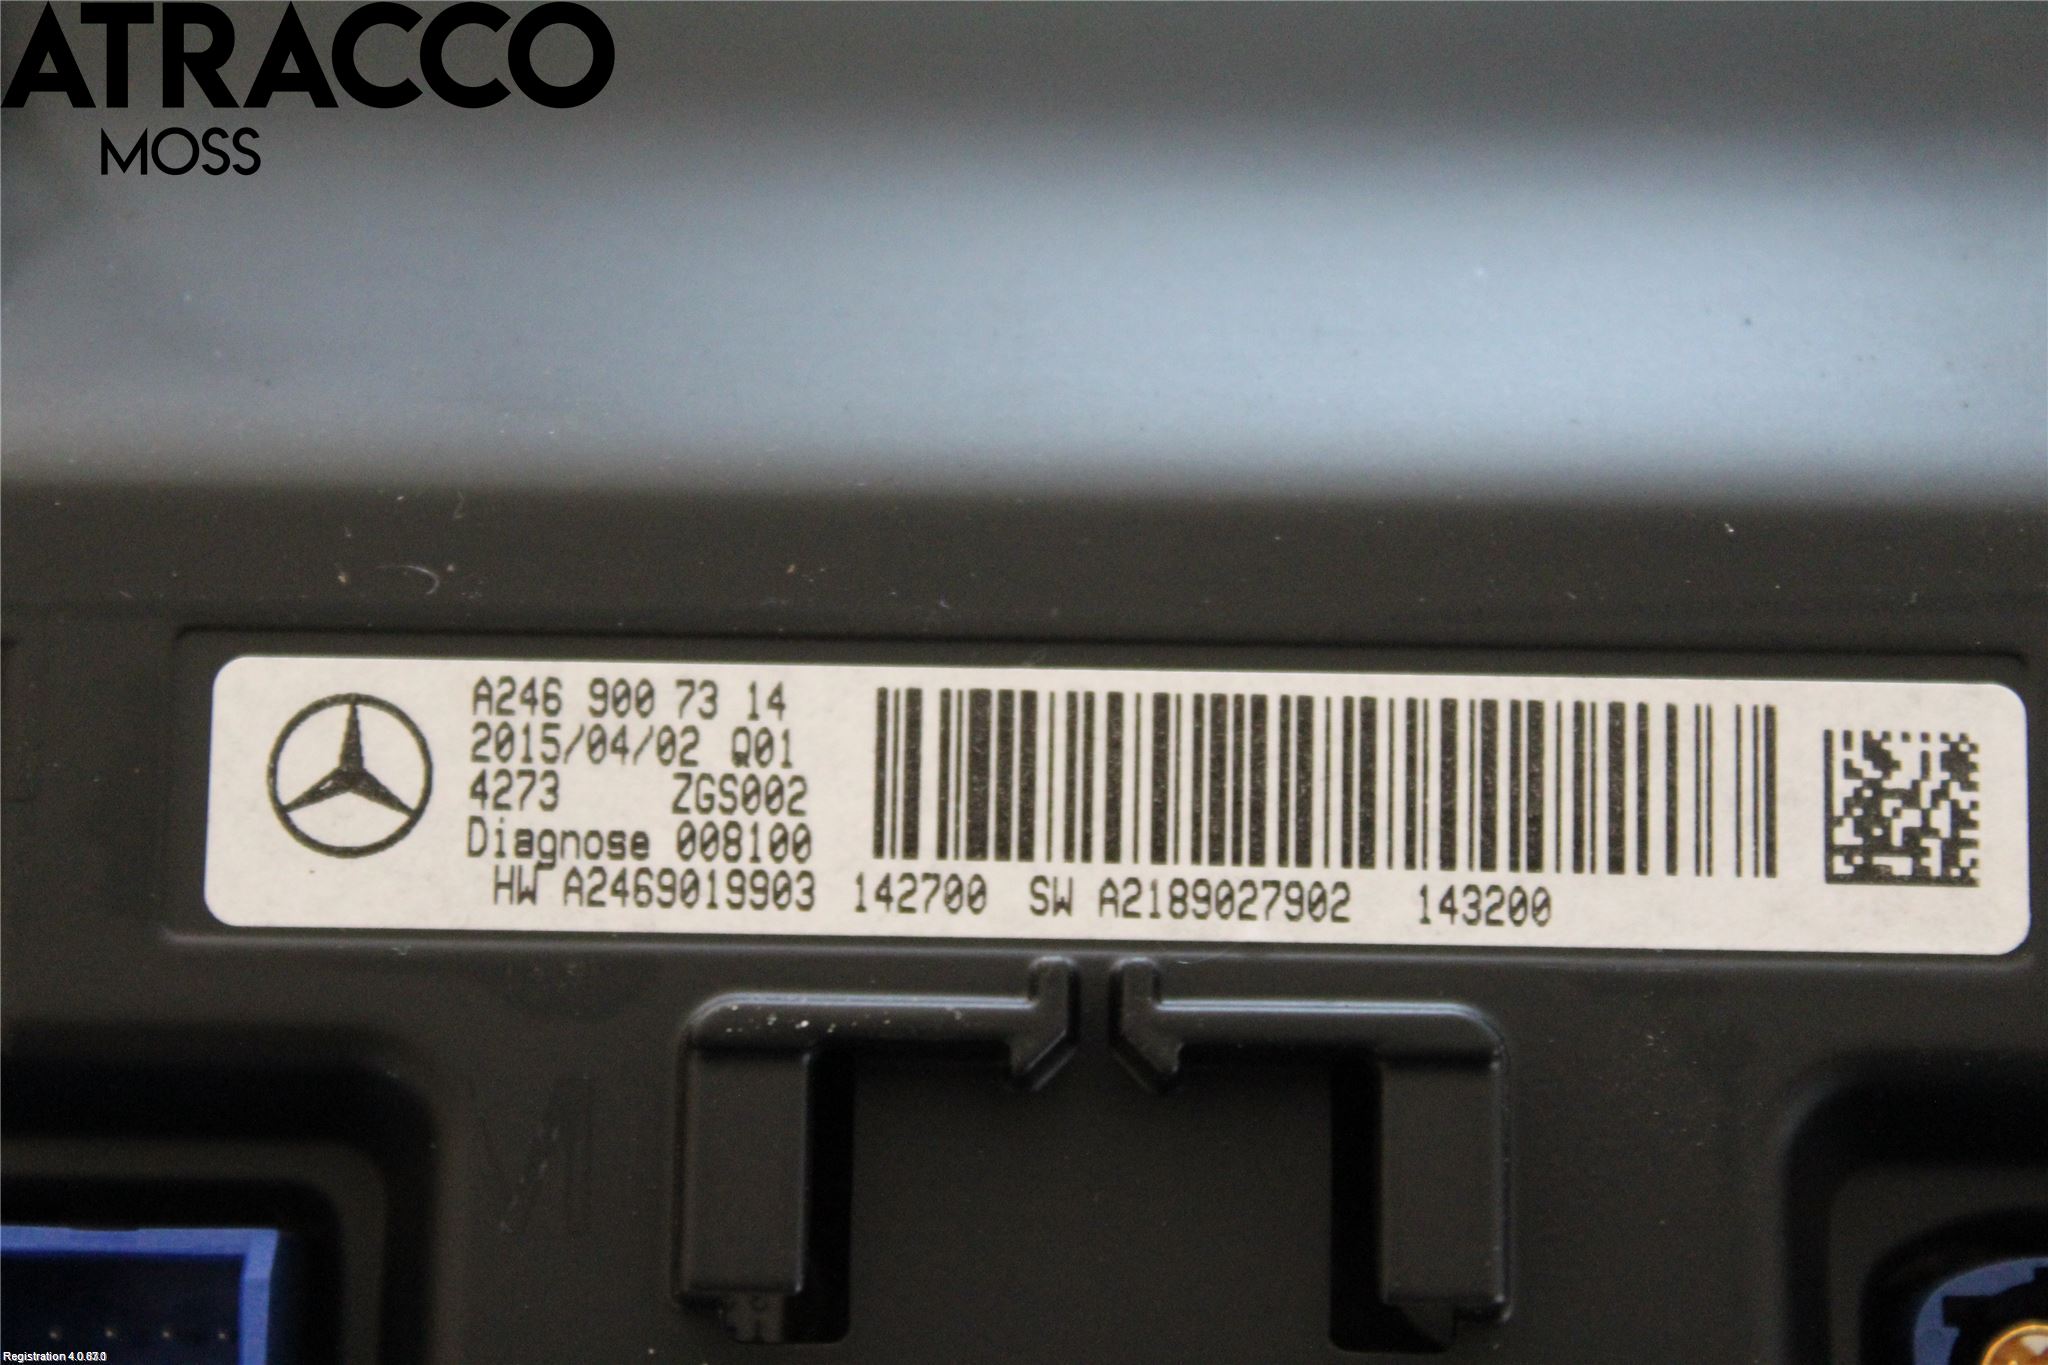 ATRACCO
MOSS
A246 900 73 14
2015/04/02 Q01
4273 ZGS002
Diagnose 008100
HW A2469019903 142700 SW A2189027902 143200